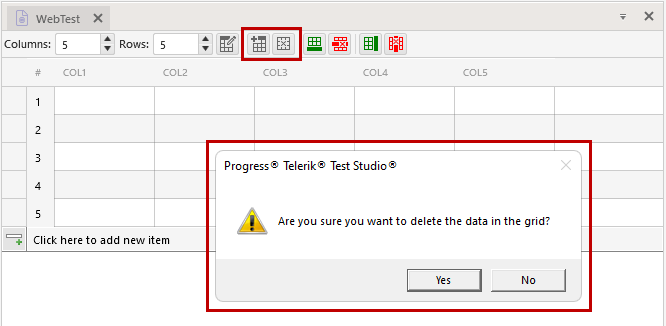 WebTest
Columns: 5 Rows: 5
# COL1 COL2 COL3 COL4 COL5
1
2
3
4
5
Click here to add new item
Progress® Telerik® Test Studio®
Are you sure you want to delete the data in the grid?
Yes No